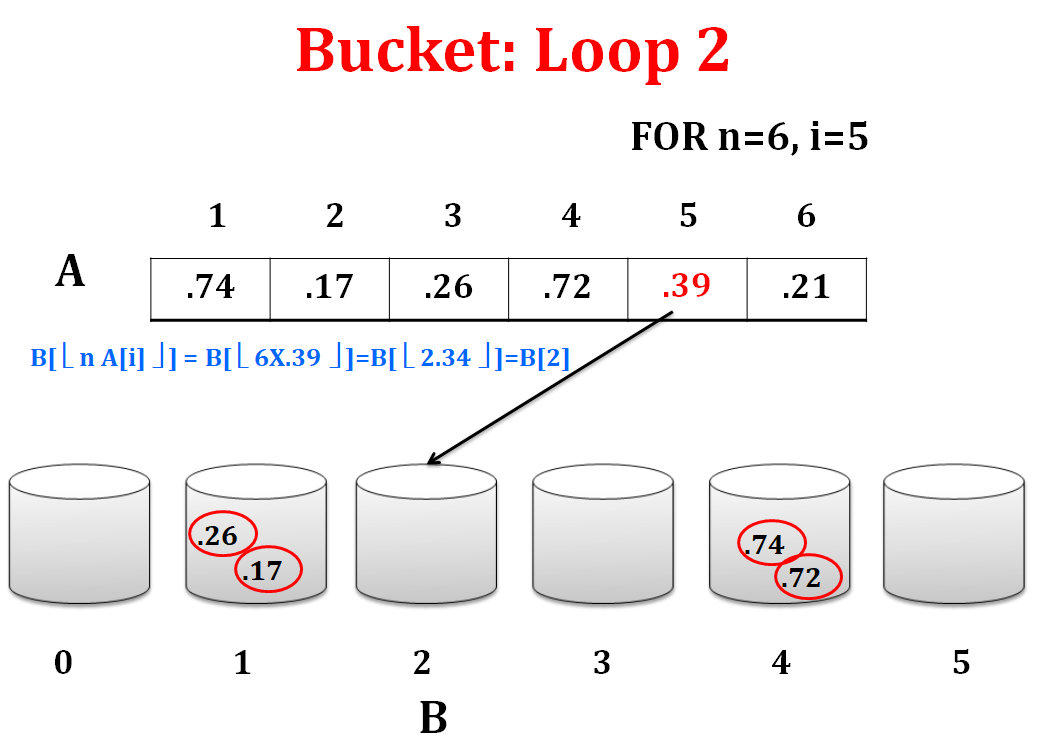 Bucket: Loop 2
FOR n=6, i=5
1 2 3 4 5 6
A .74 .17 .26 .72 .39 .21
B[⌊ n A[i] ⌋] = B[⌊ 6X.39 ⌋]=B[⌊ 2.34 ⌋]=B[2]
.26 .74
.17 .72
0 1 2 3 4 5
B